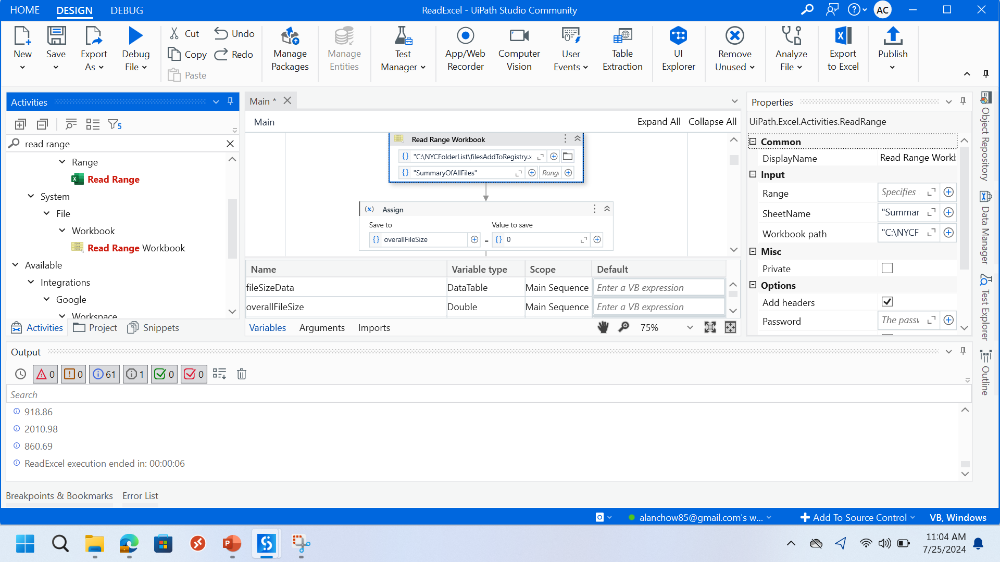 HOME DESIGN DEBUG
ReadExcel - UiPath Studio Community
AC
New
Save
Export As
Debug File
Cut
Copy
Paste
Undo
Redo
Manage Packages
Manage Entities
Test Manager
App/Web Recorder
Computer Vision
User Events
Table Extraction
UI Explorer
Remove Unused
Analyze File
Export to Excel
Publish
Activities
5
read range
Range
Read Range
System
File
Workbook
Read Range Workbook
Available
Integrations
Google
Workspace
Activities Project Snippets
Main *
Main
Expand All Collapse All
Read Range Workbook
"C:\NYCFolderList\filesAddToRegistry.x
"SummaryOfAllFiles"
Rang
(x) Assign
Save to
Value to save
overallFileSize
=
0
Name Variable type Scope Default
fileSizeData DataTable Main Sequence Enter a VB expression
overallFileSize Double Main Sequence Enter a VB expression
Variables Arguments Imports
75%
Properties
UiPath.Excel.Activities.ReadRange
Common
DisplayName Read Range Workb
Input
Range Specifies
SheetName "Summar
Workbook path "C:\NYCF
Misc
Private
Options
Add headers
Password The passw
Object Repository
Data Manager
Test Explorer
Outline
Output
0 0 61 1 0 0
Search
918.86
2010.98
860.69
ReadExcel execution ended in: 00:00:06
Breakpoints & Bookmarks Error List
alanchow85@gmail.com's w...
Add To Source Control
VB, Windows
11:04 AM
7/25/2024